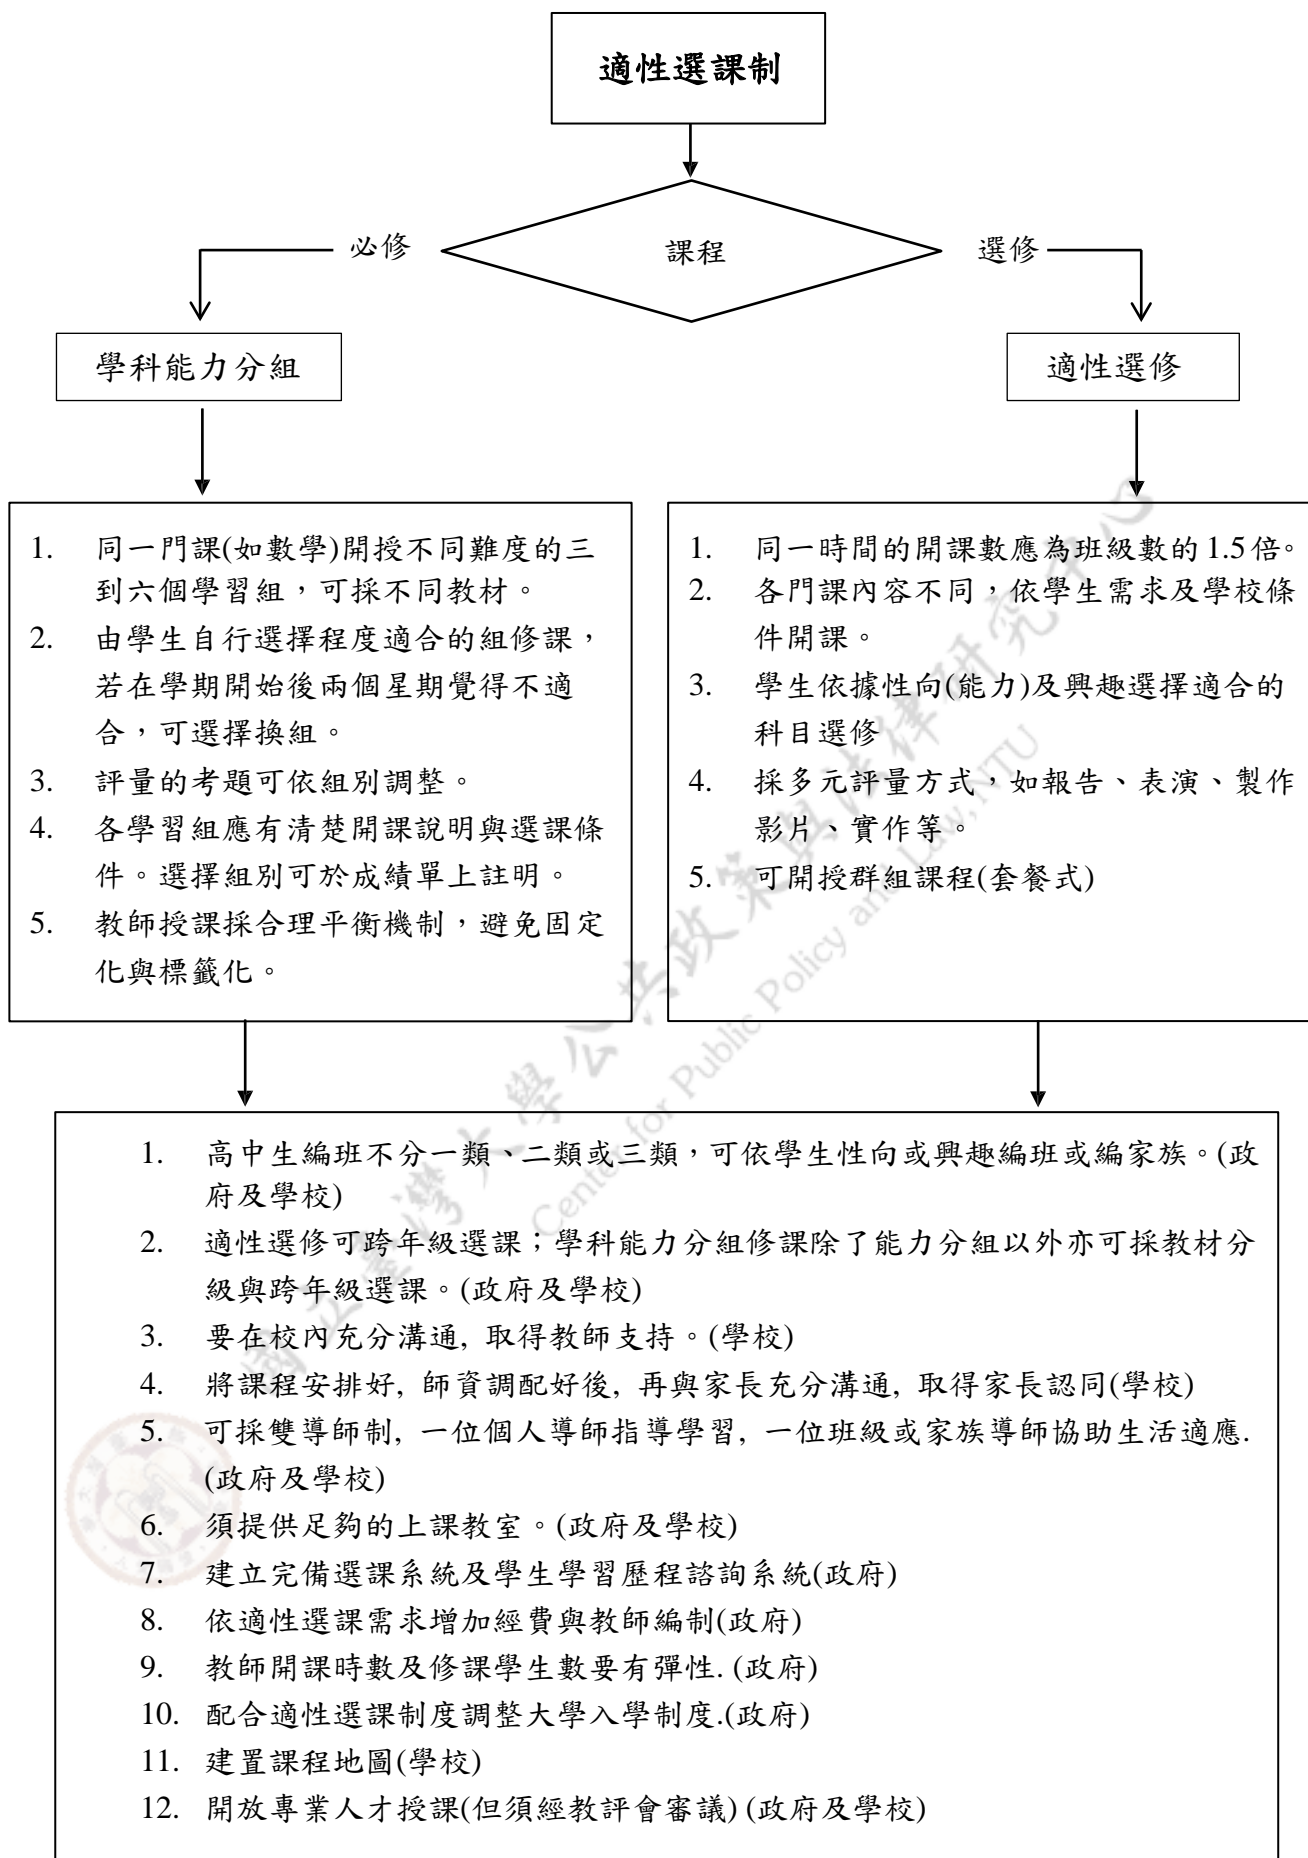 適性選課制
必修
課程
選修
學科能力分組
適性選修
1. 同一門課(如數學)開授不同難度的三
到六個學習組，可採不同教材。
2. 由學生自行選擇程度適合的組修課，
若在學期開始後兩個星期覺得不適
合，可選擇換組。
3. 評量的考題可依組別調整。
4. 各學習組應有清楚開課說明與選課條
件。選擇組別可於成績單上註明。
5. 教師授課採合理平衡機制，避免固定
化與標籤化。
1. 同一時間的開課數應為班級數的1.5倍。
2. 各門課內容不同，依學生需求及學校條
件開課。
3. 學生依據性向(能力)及興趣選擇適合的
科目選修
4. 採多元評量方式，如報告、表演、製作
影片、實作等。
5. 可開授群組課程(套餐式)
1. 高中生編班不分一類、二類或三類，可依學生性向或興趣編班或編家族。(政
府及學校)
2. 適性選修可跨年級選課；學科能力分組修課除了能力分組以外亦可採教材分
級與跨年級選課。(政府及學校)
3. 要在校內充分溝通, 取得教師支持。(學校)
4. 將課程安排好, 師資調配好後, 再與家長充分溝通, 取得家長認同(學校)
5. 可採雙導師制, 一位個人導師指導學習, 一位班級或家族導師協助生活適應.
(政府及學校)
6. 須提供足夠的上課教室。(政府及學校)
7. 建立完備選課系統及學生學習歷程諮詢系統(政府)
8. 依適性選課需求增加經費與教師編制(政府)
9. 教師開課時數及修課學生數要有彈性. (政府)
10. 配合適性選課制度調整大學入學制度.(政府)
11. 建置課程地圖(學校)
12. 開放專業人才授課(但須經教評會審議) (政府及學校)
國立臺灣大學公共政策與法律研究中心
Center for Public Policy and Law, NTU